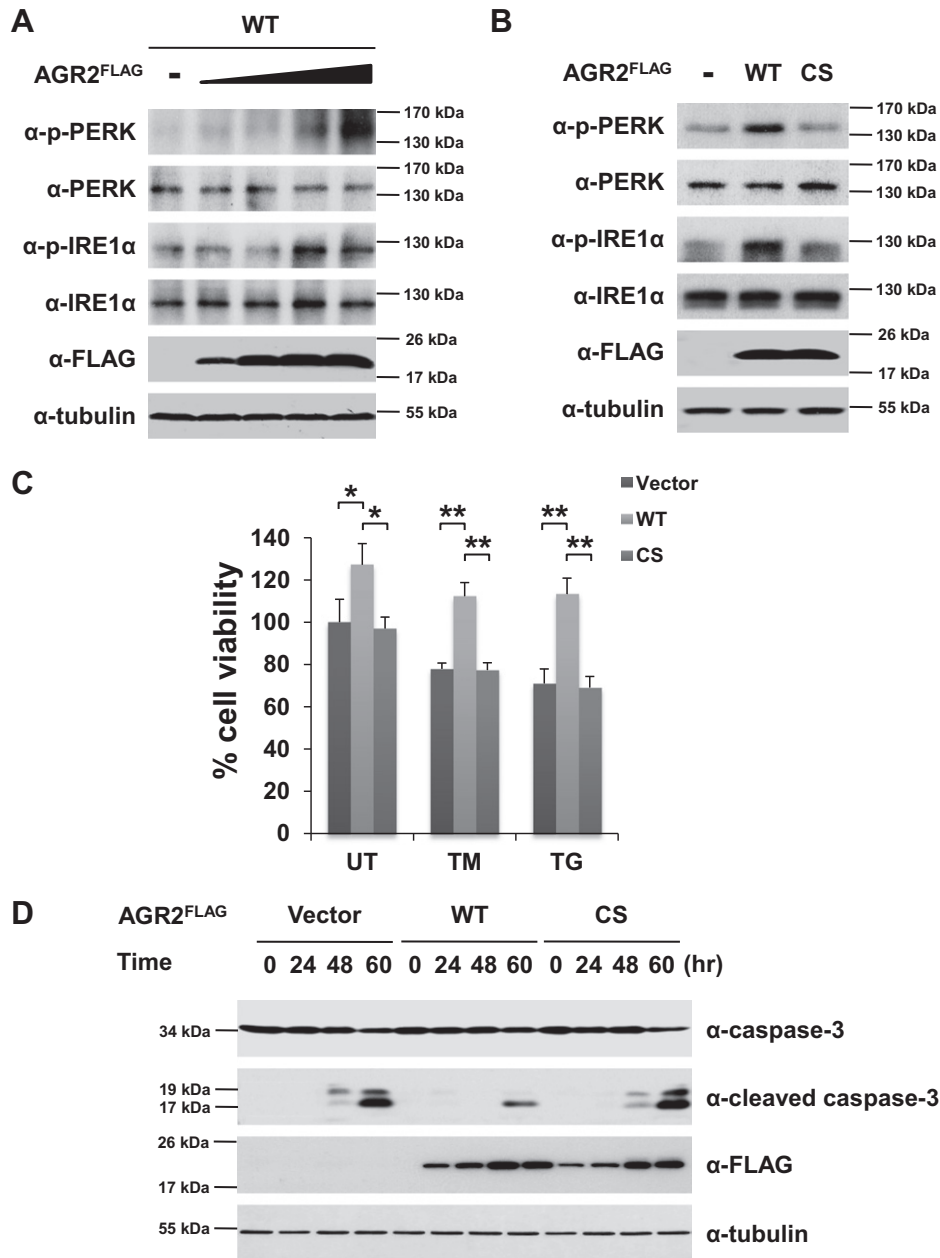 A
WT
AGR2FLAG
-
α-p-PERK
170 kDa
130 kDa
α-PERK
170 kDa
130 kDa
α-p-IRE1α
130 kDa
α-IRE1α
130 kDa
α-FLAG
26 kDa
17 kDa
α-tubulin
55 kDa
B
AGR2FLAG - WT CS
α-p-PERK
170 kDa
130 kDa
α-PERK
170 kDa
130 kDa
α-p-IRE1α
130 kDa
α-IRE1α
130 kDa
α-FLAG
26 kDa
17 kDa
α-tubulin
55 kDa
C
Vector
WT
CS
* *
** **
** **
% cell viability
140
120
100
80
60
40
20
0
UT TM TG
D
AGR2FLAG Vector WT CS
Time 0 24 48 60 0 24 48 60 0 24 48 60 (hr)
34 kDa α-caspase-3
19 kDa
17 kDa
α-cleaved caspase-3
26 kDa
17 kDa
α-FLAG
55 kDa α-tubulin